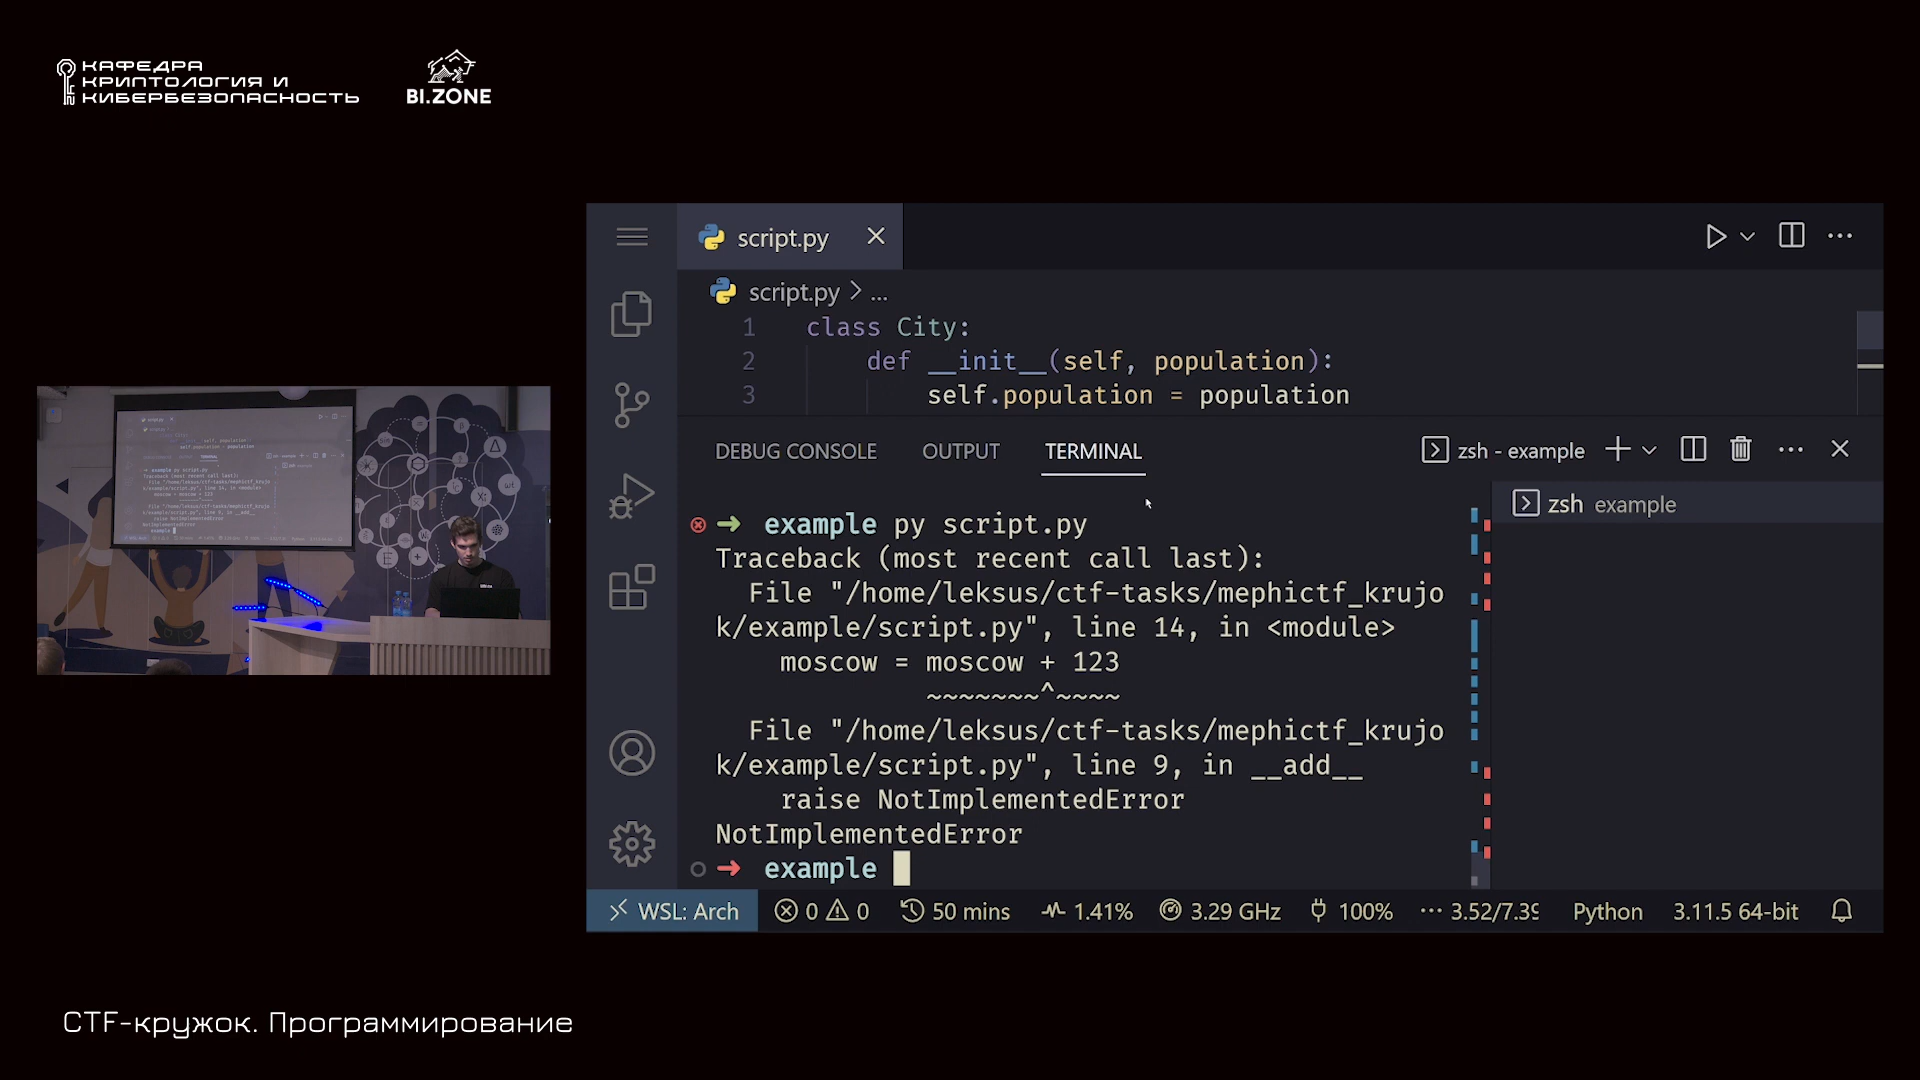 КАФЕДРА
КРИПТОЛОГИЯ И
КИБЕРБЕЗОПАСНОСТЬ
BI.ZONE
script.py
script.py > ...
1 class City:
2 def __init__(self, population):
3 self.population = population
DEBUG CONSOLE OUTPUT TERMINAL
zsh - example
zsh example
example py script.py
Traceback (most recent call last):
File "/home/leksus/ctf-tasks/mephictf_krujo
k/example/script.py", line 14, in <module>
moscow = moscow + 123
~~~~~~~^~~~~
File "/home/leksus/ctf-tasks/mephictf_krujo
k/example/script.py", line 9, in __add__
raise NotImplementedError
NotImplementedError
example
WSL: Arch 0 0 50 mins 1.41% 3.29 GHz 100% ··· 3.52/7.39 Python 3.11.5 64-bit
CTF-кружок. Программирование